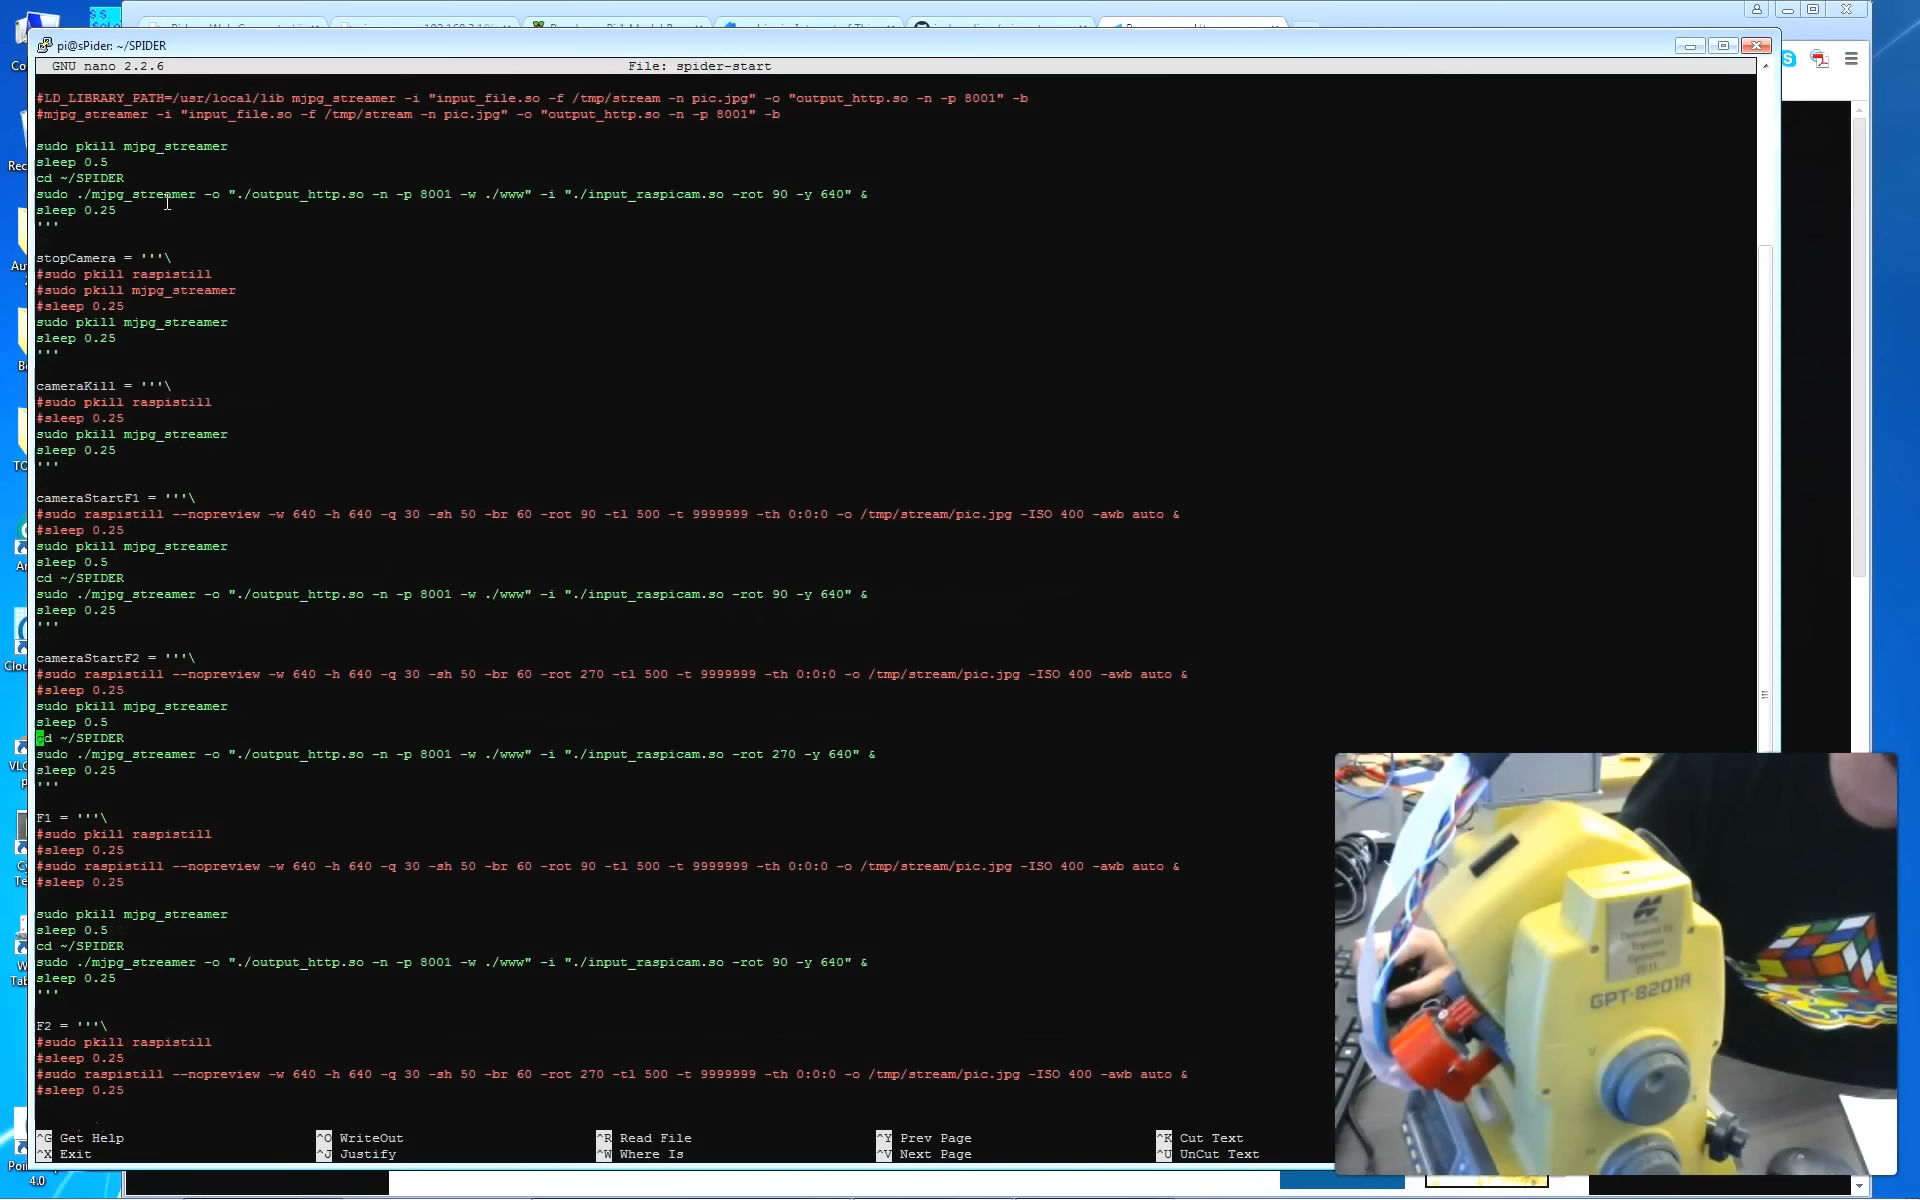 pi@sPider: ~/SPIDER
GNU nano 2.2.6
File: spider-start
#LD_LIBRARY_PATH=/usr/local/lib mjpg_streamer -i "input_file.so -f /tmp/stream -n pic.jpg" -o "output_http.so -n -p 8001" -b
#mjpg_streamer -i "input_file.so -f /tmp/stream -n pic.jpg" -o "output_http.so -n -p 8001" -b
sudo pkill mjpg_streamer
sleep 0.5
cd ~/SPIDER
sudo ./mjpg_streamer -o "./output_http.so -n -p 8001 -w ./www" -i "./input_raspicam.so -rot 90 -y 640" &
sleep 0.25
'''
stopCamera = '''\
#sudo pkill raspistill
#sudo pkill mjpg_streamer
#sleep 0.25
sudo pkill mjpg_streamer
sleep 0.25
'''
cameraKill = '''\
#sudo pkill raspistill
#sleep 0.25
sudo pkill mjpg_streamer
sleep 0.25
'''
cameraStartF1 = '''\
#sudo raspistill --nopreview -w 640 -h 640 -q 30 -sh 50 -br 60 -rot 90 -tl 500 -t 9999999 -th 0:0:0 -o /tmp/stream/pic.jpg -ISO 400 -awb auto &
#sleep 0.25
sudo pkill mjpg_streamer
sleep 0.5
cd ~/SPIDER
sudo ./mjpg_streamer -o "./output_http.so -n -p 8001 -w ./www" -i "./input_raspicam.so -rot 90 -y 640" &
sleep 0.25
'''
cameraStartF2 = '''\
#sudo raspistill --nopreview -w 640 -h 640 -q 30 -sh 50 -br 60 -rot 270 -tl 500 -t 9999999 -th 0:0:0 -o /tmp/stream/pic.jpg -ISO 400 -awb auto &
#sleep 0.25
sudo pkill mjpg_streamer
sleep 0.5
cd ~/SPIDER
sudo ./mjpg_streamer -o "./output_http.so -n -p 8001 -w ./www" -i "./input_raspicam.so -rot 270 -y 640" &
sleep 0.25
'''
F1 = '''\
#sudo pkill raspistill
#sleep 0.25
#sudo raspistill --nopreview -w 640 -h 640 -q 30 -sh 50 -br 60 -rot 90 -tl 500 -t 9999999 -th 0:0:0 -o /tmp/stream/pic.jpg -ISO 400 -awb auto &
#sleep 0.25
sudo pkill mjpg_streamer
sleep 0.5
cd ~/SPIDER
sudo ./mjpg_streamer -o "./output_http.so -n -p 8001 -w ./www" -i "./input_raspicam.so -rot 90 -y 640" &
sleep 0.25
'''
F2 = '''\
#sudo pkill raspistill
#sleep 0.25
#sudo raspistill --nopreview -w 640 -h 640 -q 30 -sh 50 -br 60 -rot 270 -tl 500 -t 9999999 -th 0:0:0 -o /tmp/stream/pic.jpg -ISO 400 -awb auto &
#sleep 0.25
^G Get Help ^O WriteOut ^R Read File ^Y Prev Page ^K Cut Text
^X Exit ^J Justify ^W Where Is ^V Next Page ^U UnCut Text
4.0
GPT-8201A